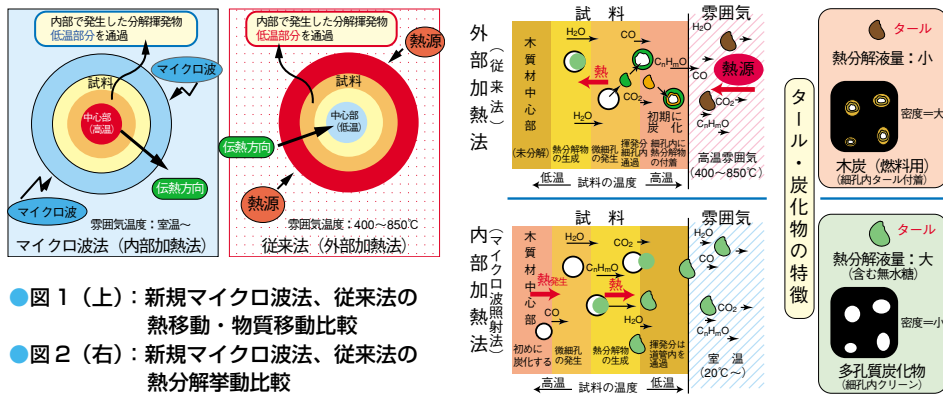 内部で発生した分解揮発物
低温部分を通過
マイクロ波
試料
中心部
(高温)
伝熱方向
マイクロ波
雰囲気温度:室温〜
マイクロ波法(内部加熱法)
内部で発生した分解揮発物
低温部分を通過
熱源
試料
中心部
(低温)
伝熱方向
熱源
雰囲気温度:400〜850℃
従来法(外部加熱法)
●図1(上):新規マイクロ波法、従来法の
熱移動・物質移動比較
●図2(右):新規マイクロ波法、従来法の
熱分解挙動比較
外部加熱法
(従来法)
試料
雰囲気
木質材中心部
(未分解)
H2O
熱
H2O
熱分解物
の生成
微細孔
の発生
CO
CO2
揮発分
細孔内
通過
CnHmO
初期に
炭化
細孔内に
熱分解物
の付着
H2O
CO
熱源
CO2
CnHmO
高温雰囲気
(400〜850℃)
低温
試料の温度
高温
内部加熱法
(マイクロ波照射法)
試料
雰囲気
木質材中心部
熱発生
CO
初めに
炭化する
H2O
微細孔
の発生
CnHmO
熱
熱分解物
の生成
CO2
H2O
揮発分は
道管内を
通過
H2O
CO
CO2
CnHmO
室温
(20℃〜)
高温
試料の温度
低温
タール・炭化物の特徴
タール
熱分解液量:小
密度=大
木炭(燃料用)
(細孔内タール付着)
タール
熱分解液量:大
(含む無水糖)
密度=小
多孔質炭化物
(細孔内クリーン)